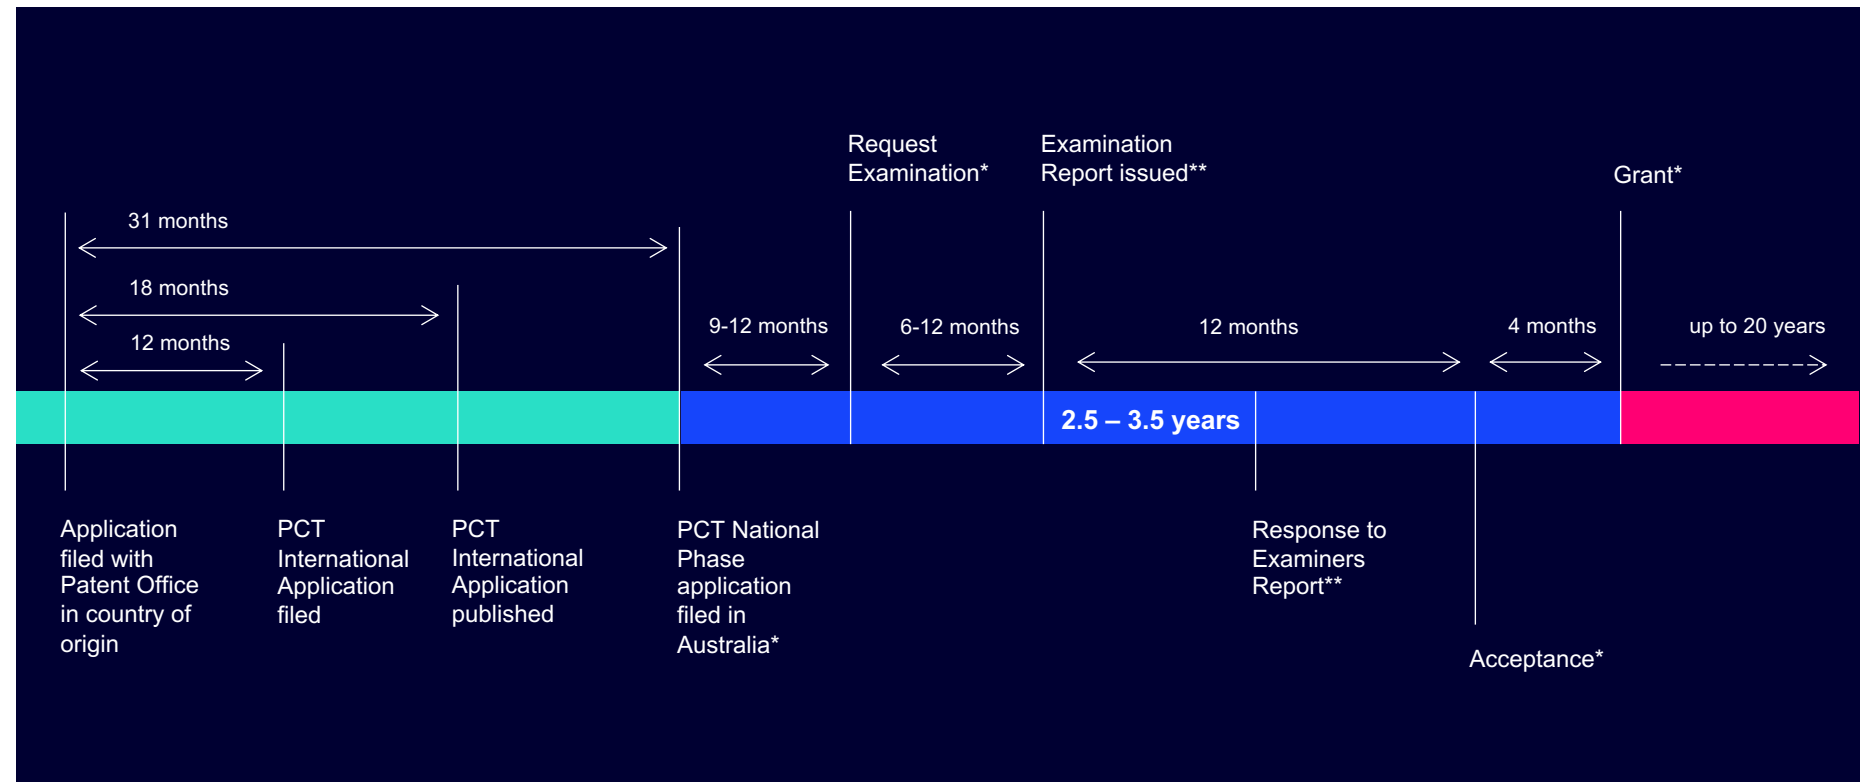 Request
Examination*
Examination
Report issued**
Grant*
31 months
18 months
12 months
9-12 months
6-12 months
12 months
4 months
up to 20 years
2.5 – 3.5 years
Application
filed with
Patent Office
in country of
origin
PCT
International
Application
filed
PCT
International
Application
published
PCT National
Phase
application
filed in
Australia*
Response to
Examiners
Report**
Acceptance*